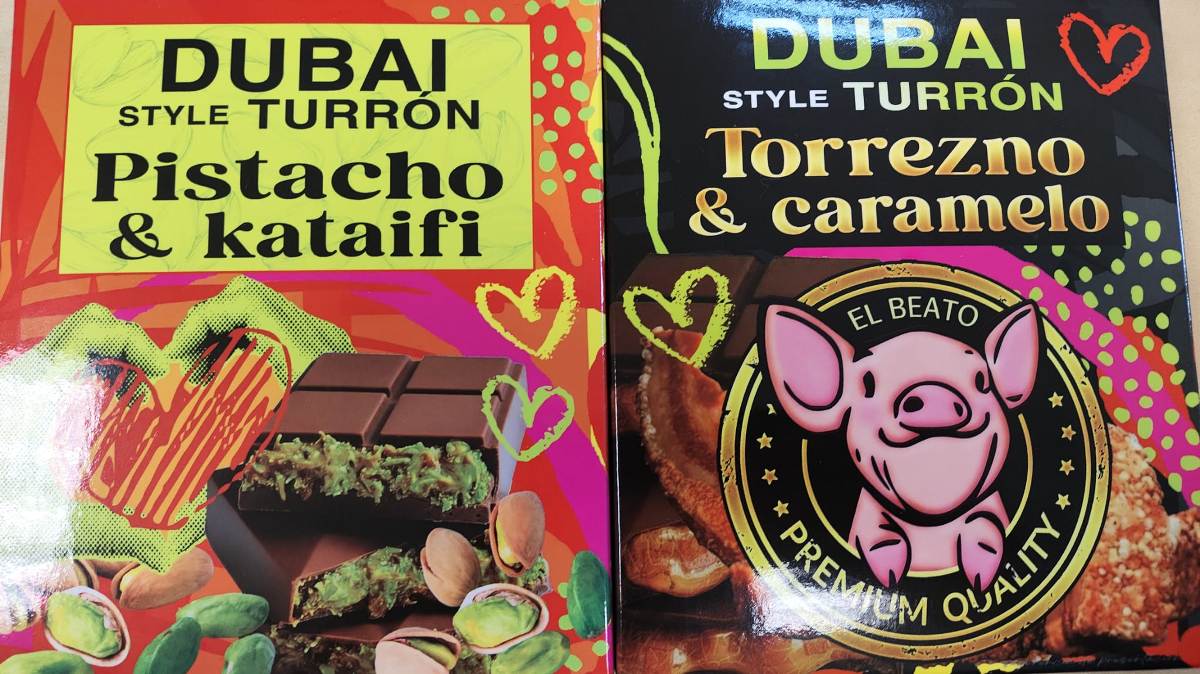 DUBAI
STYLE TURRÓN
Pistacho
& kataifi
DUBAI
STYLE TURRÓN
Torrezno
& caramelo
EL BEATO
PREMIUM QUALITY